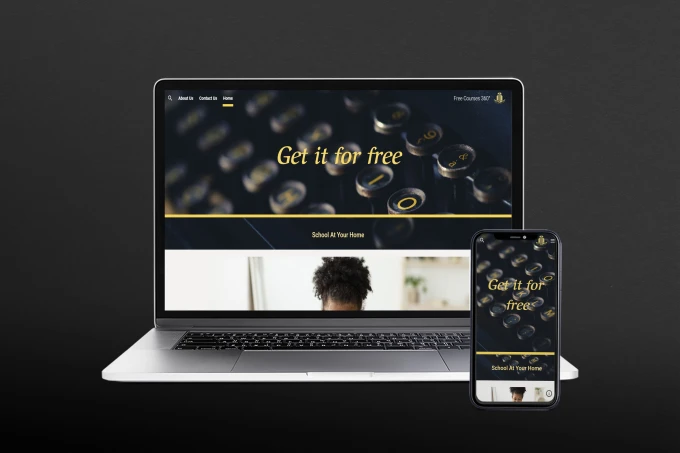 About Us Contact Us Home
Free Courses 360°
Get it for free
School At Your Home
Get it for
free
School At Your Home